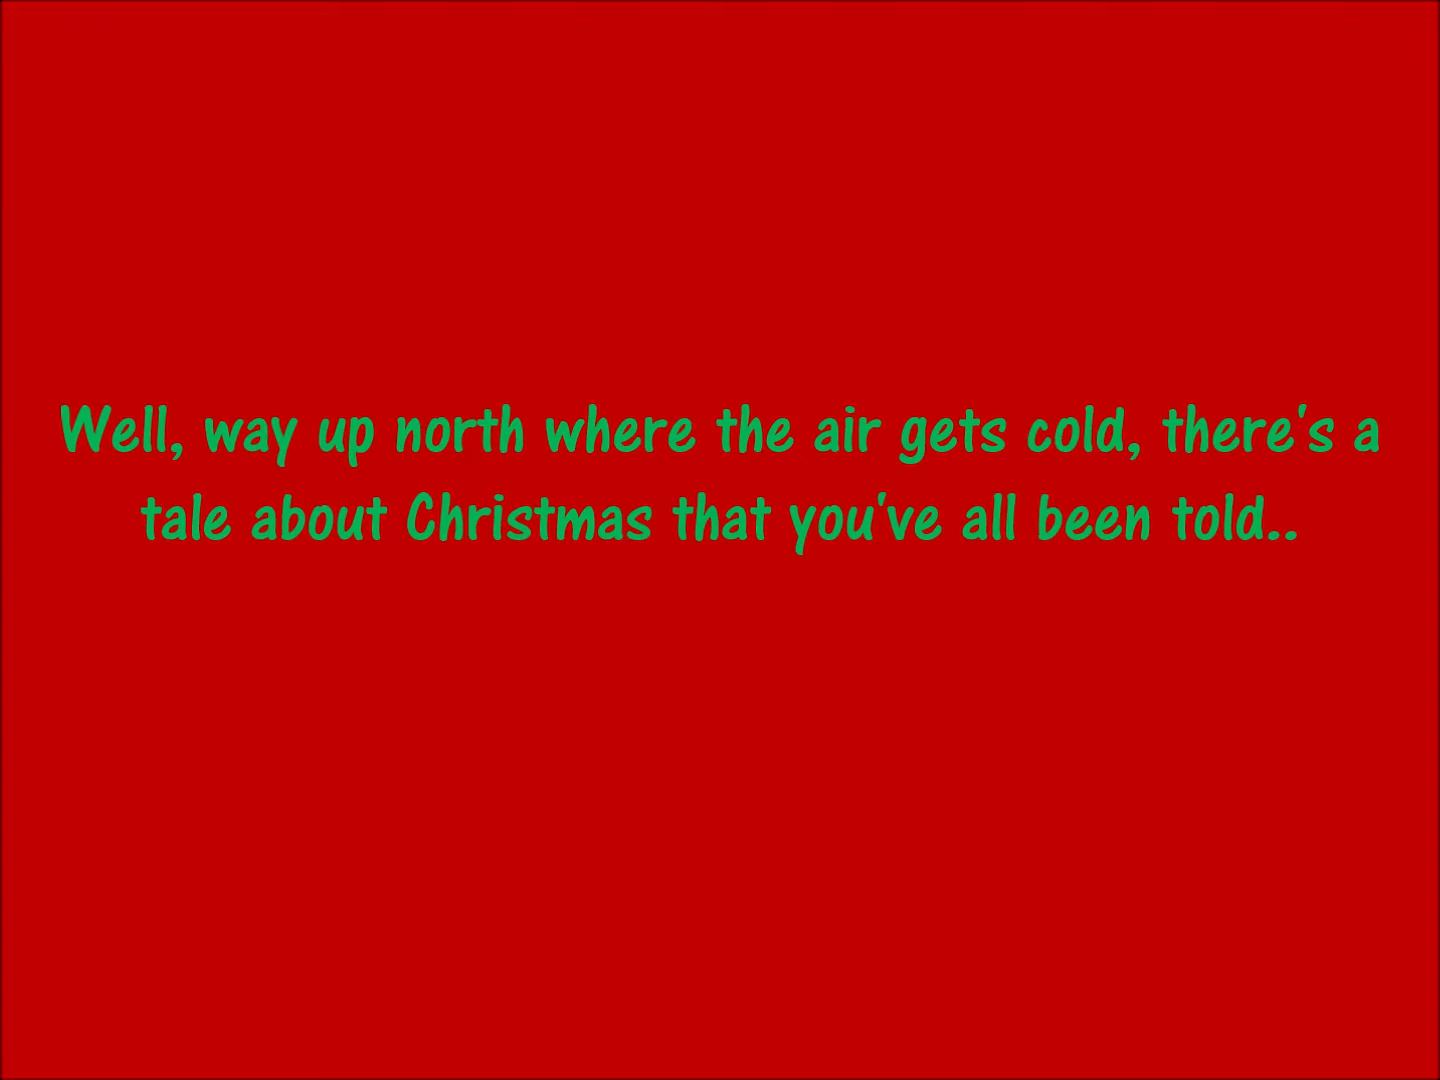 Well, way up north where the air gets cold, there's a
tale about Christmas that you've all been told..